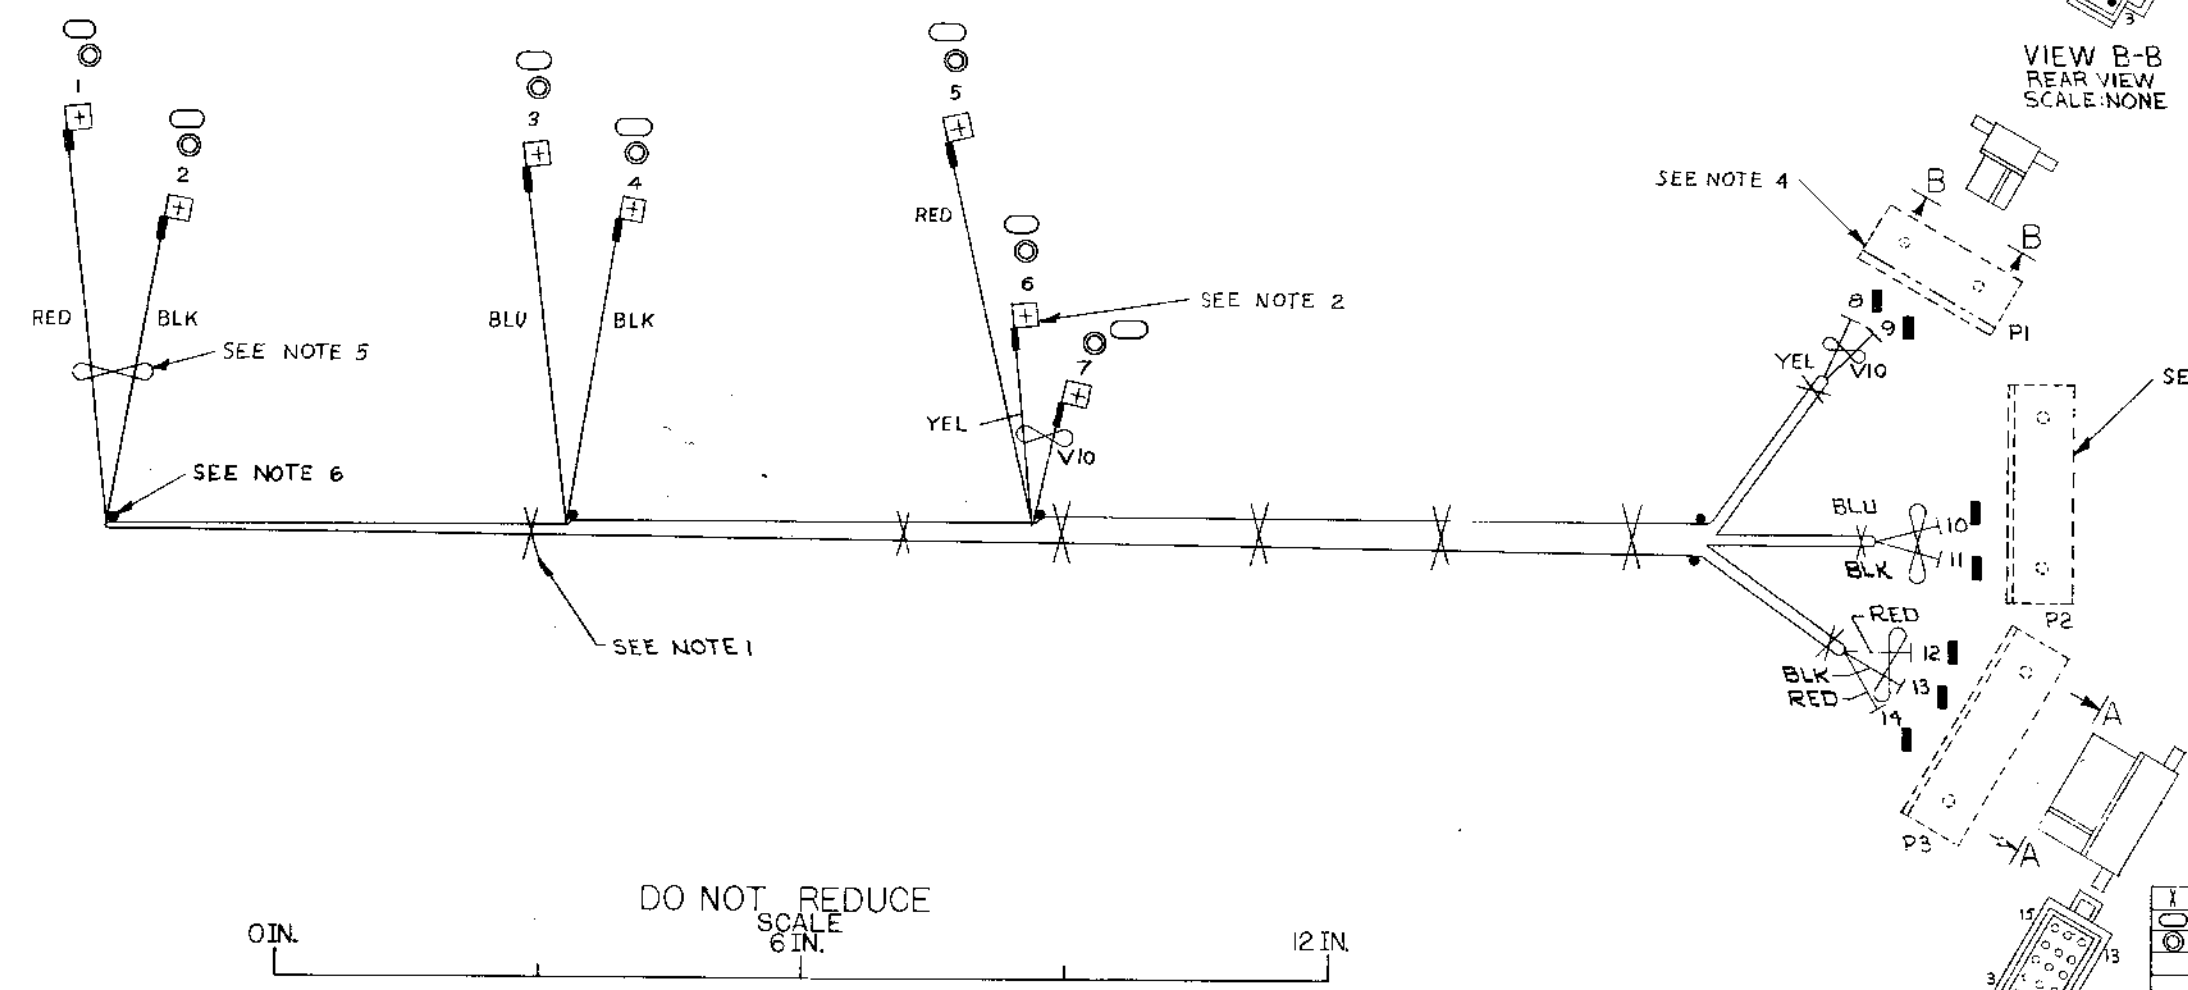 3
VIEW B-B
REAR VIEW
SCALE:NONE
1
2
3
4
5
6
7
RED
BLK
BLU
BLK
RED
YEL
V10
SEE NOTE 5
SEE NOTE 6
SEE NOTE 2
SEE NOTE 1
SEE NOTE 4
B
B
P1
8
9
YEL
V10
SE
BLU
10
BLK
11
P2
RED
12
BLK
13
RED
14
A
A
P3
DO NOT REDUCE
SCALE
0 IN.
6 IN.
12 IN.
15
13
3
X